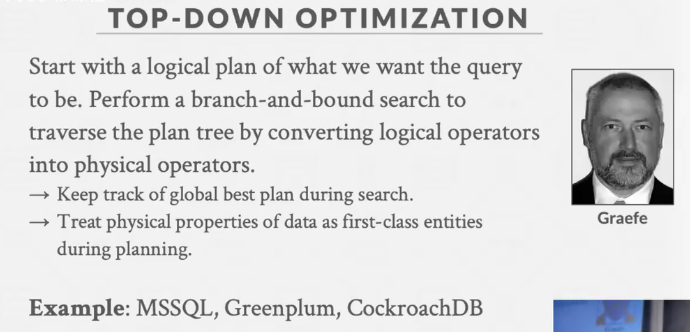 TOP-DOWN OPTIMIZATION
Start with a logical plan of what we want the query
to be. Perform a branch-and-bound search to
traverse the plan tree by converting logical operators
into physical operators.
→ Keep track of global best plan during search.
→ Treat physical properties of data as first-class entities
during planning.
Graefe
Example: MSSQL, Greenplum, CockroachDB